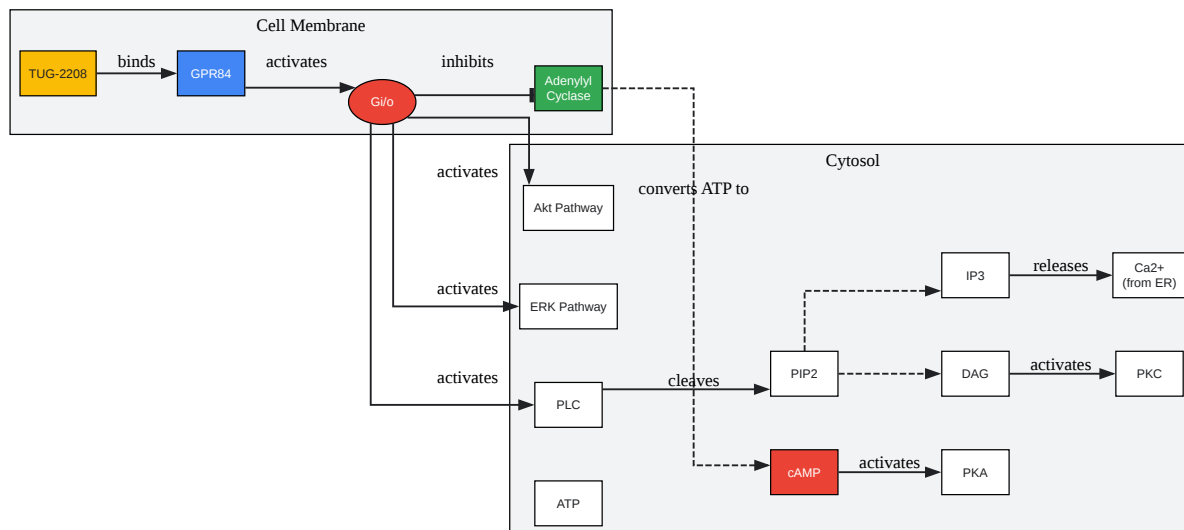 Cell Membrane
TUG-2208
binds
GPR84
activates
Gi/o
inhibits
Adenylyl
Cyclase
Cytosol
activates
Akt Pathway
converts ATP to
activates
ERK Pathway
IP3
releases
Ca2+
(from ER)
activates
PLC
cleaves
PIP2
DAG
activates
PKC
cAMP
activates
PKA
ATP